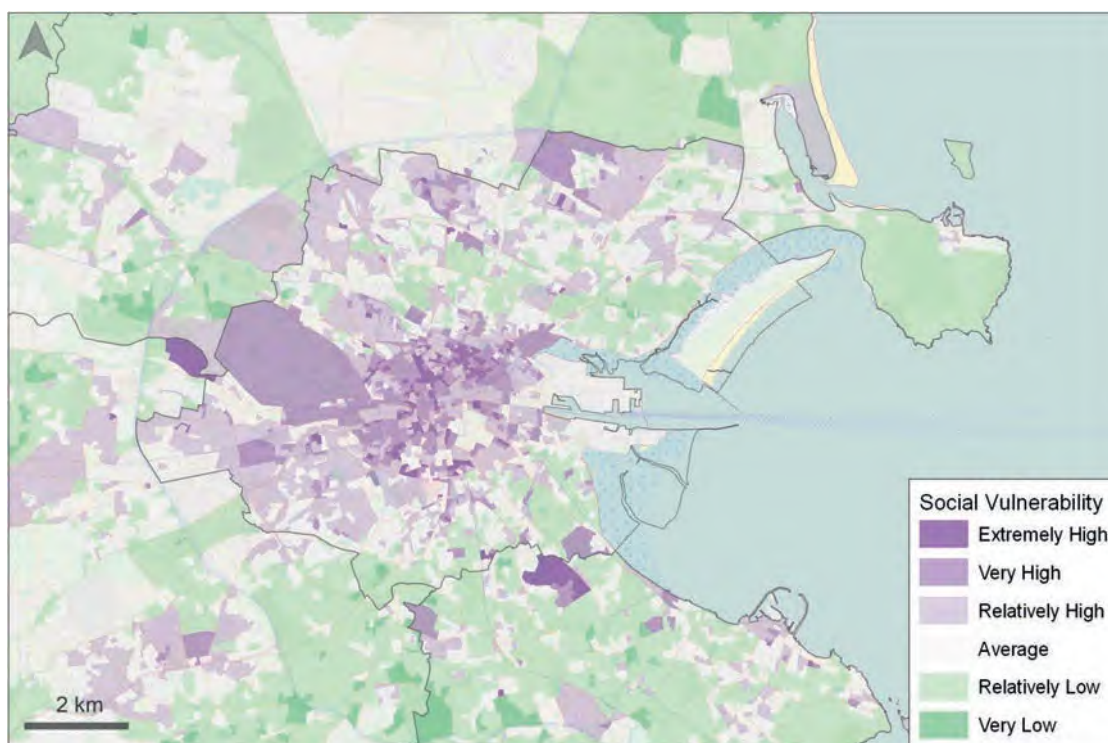 Social Vulnerability
Extremely High
Very High
Relatively High
Average
Relatively Low
Very Low
2 km